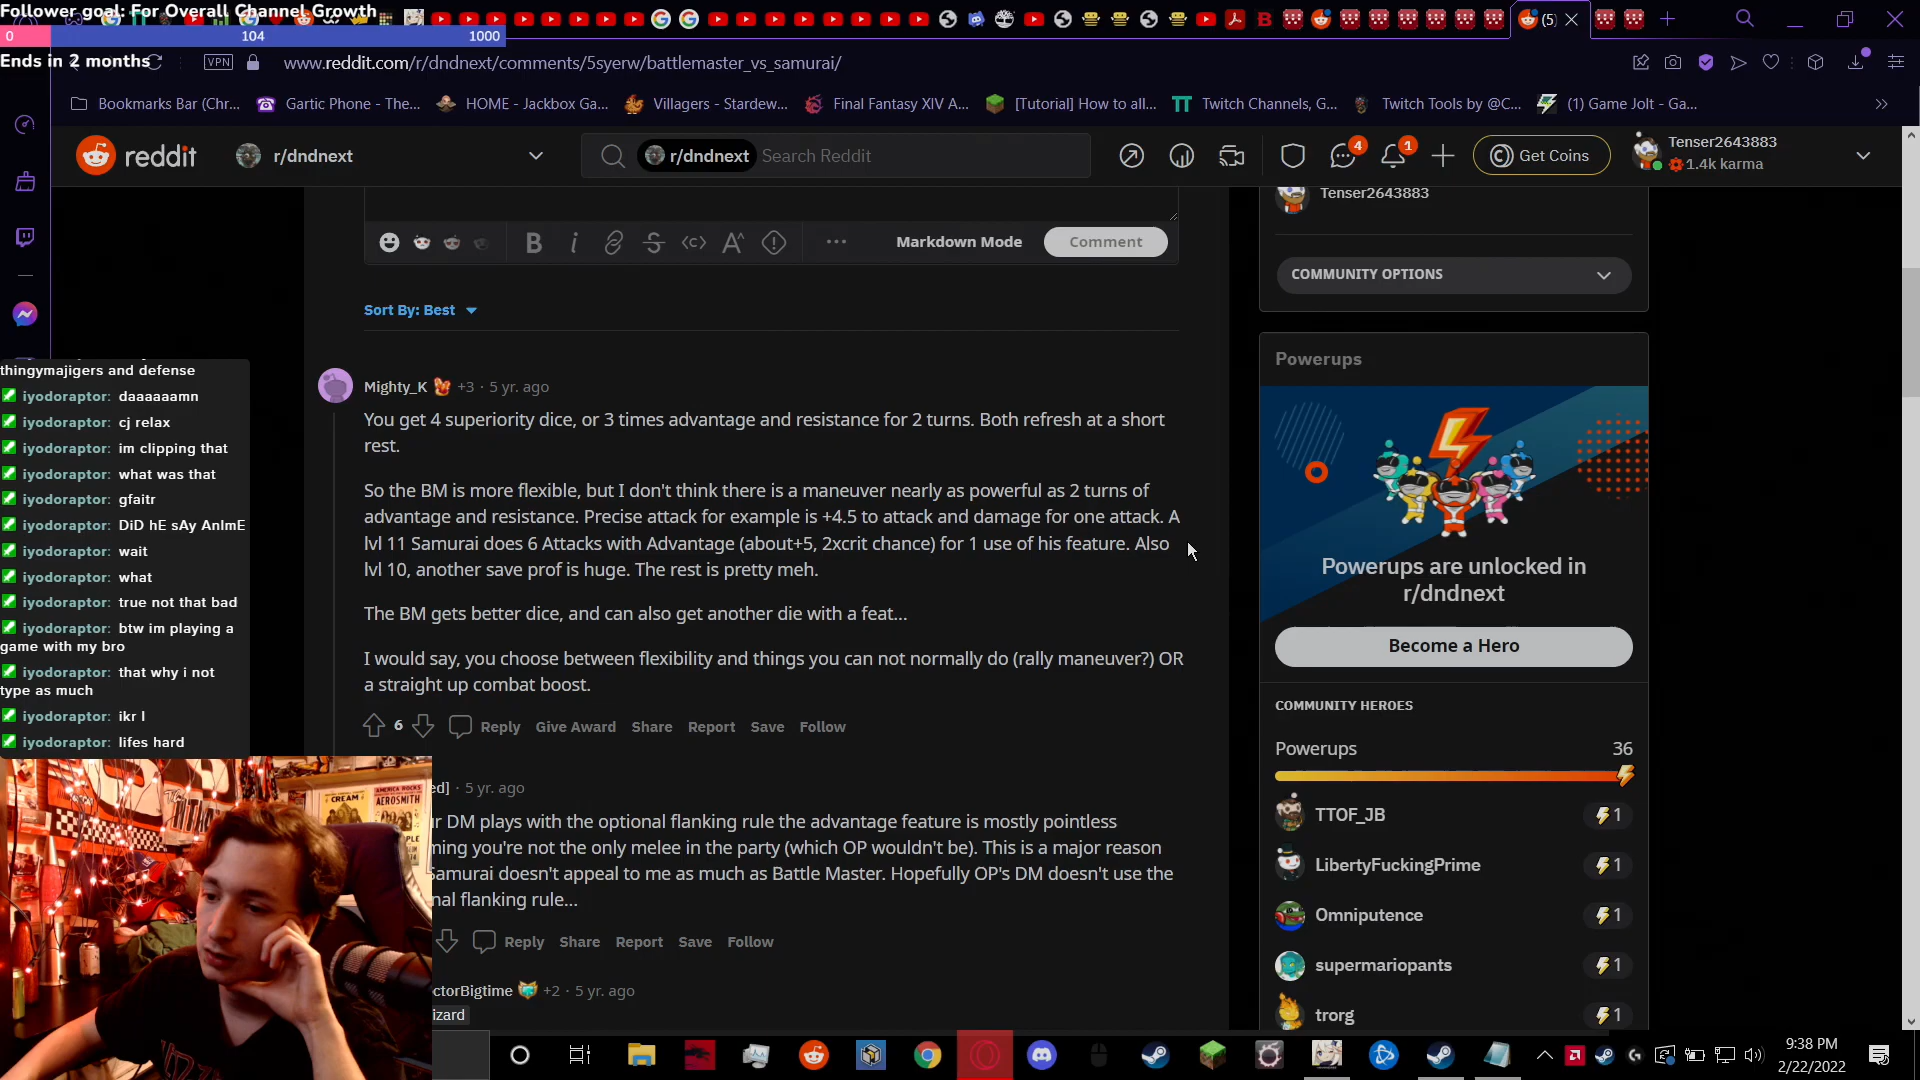 Follower goal: For Overall Channel Growth
0 104 1000
Ends in 2 months
(5)
VPN www.reddit.com/r/dndnext/comments/5syerw/battlemaster_vs_samurai/
Bookmarks Bar (Chr... Gartic Phone - The... HOME - Jackbox Ga... Villagers - Stardew... Final Fantasy XIV A... [Tutorial] How to all... Twitch Channels, G... Twitch Tools by @C... (1) Game Jolt - Ga...
reddit r/dndnext r/dndnext Search Reddit 4 1 Get Coins Tenser2643883
1.4k karma
Tenser2643883
B i Markdown Mode Comment
COMMUNITY OPTIONS
Sort By: Best
Mighty_K +3 · 5 yr. ago
You get 4 superiority dice, or 3 times advantage and resistance for 2 turns. Both refresh at a short
rest.
So the BM is more flexible, but I don't think there is a maneuver nearly as powerful as 2 turns of
advantage and resistance. Precise attack for example is +4.5 to attack and damage for one attack. A
lvl 11 Samurai does 6 Attacks with Advantage (about+5, 2xcrit chance) for 1 use of his feature. Also
lvl 10, another save prof is huge. The rest is pretty meh.
The BM gets better dice, and can also get another die with a feat...
I would say, you choose between flexibility and things you can not normally do (rally maneuver?) OR
a straight up combat boost.
6 Reply Give Award Share Report Save Follow
ed] · 5 yr. ago
r DM plays with the optional flanking rule the advantage feature is mostly pointless
ming you're not the only melee in the party (which OP wouldn't be). This is a major reason
Samurai doesn't appeal to me as much as Battle Master. Hopefully OP's DM doesn't use the
nal flanking rule...
Reply Share Report Save Follow
ctorBigtime +2 · 5 yr. ago
izard
Powerups
Powerups are unlocked in
r/dndnext
Become a Hero
COMMUNITY HEROES
Powerups 36
TTOF_JB 1
LibertyFuckingPrime 1
Omniputence 1
supermariopants 1
trorg 1
thingymajigers and defense
iyodoraptor: daaaaaamn
iyodoraptor: cj relax
iyodoraptor: im clipping that
iyodoraptor: what was that
iyodoraptor: gfaitr
iyodoraptor: DiD hE sAy AnImE
iyodoraptor: wait
iyodoraptor: what
iyodoraptor: true not that bad
iyodoraptor: btw im playing a
game with my bro
iyodoraptor: that why i not
type as much
iyodoraptor: ikr l
iyodoraptor: lifes hard
CREAM
AMERICA ROCKS
AEROSMITH
9:38 PM
2/22/2022